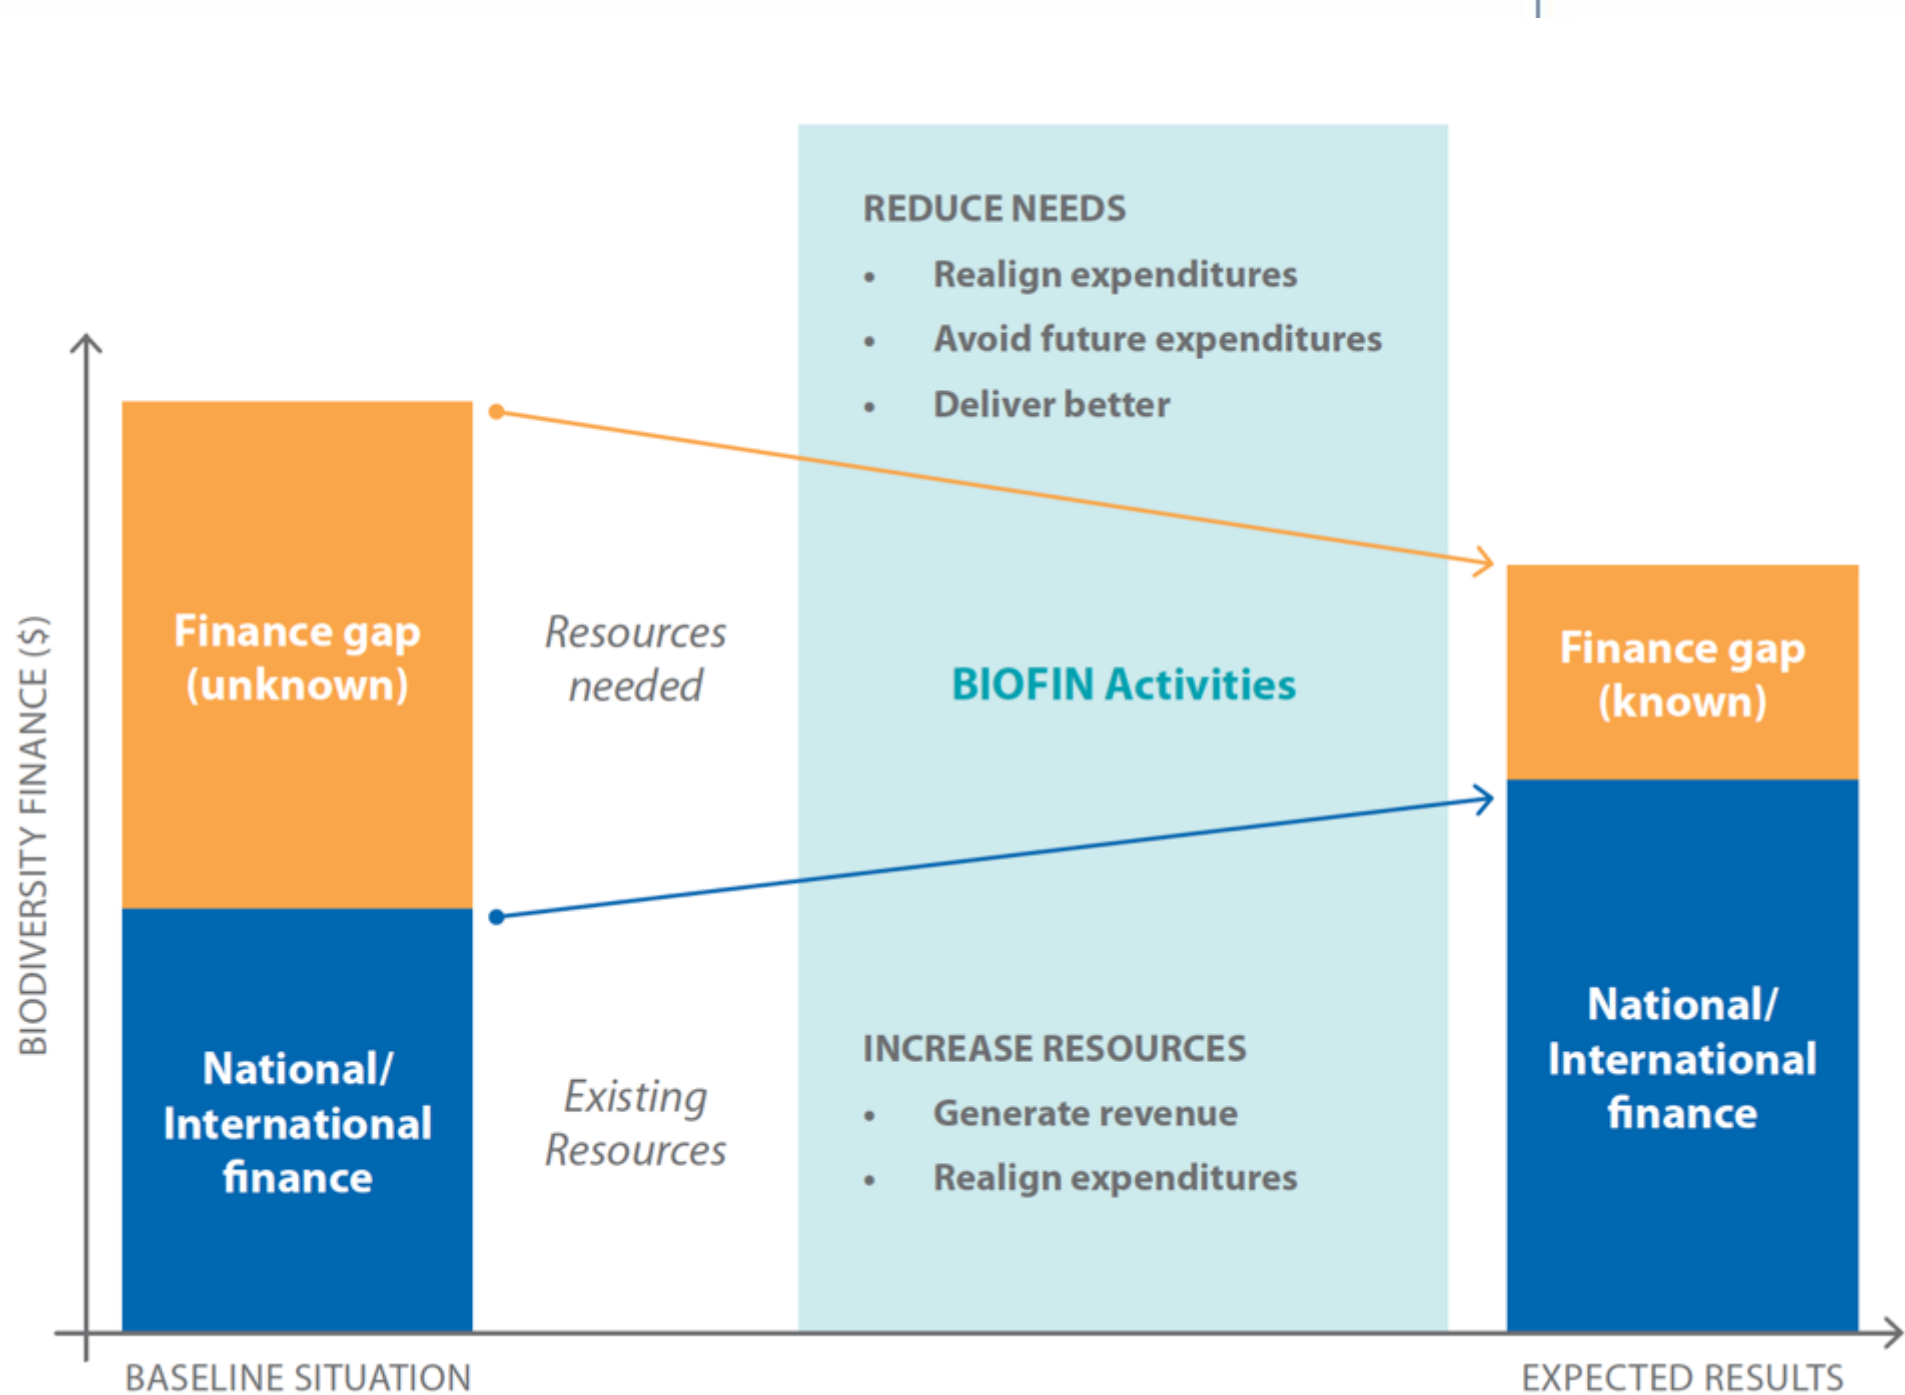 BIODIVERSITY FINANCE ($)
Finance gap
(unknown)
National/
International
finance
Resources
needed
Existing
Resources
REDUCE NEEDS
• Realign expenditures
• Avoid future expenditures
• Deliver better
BIOFIN Activities
INCREASE RESOURCES
• Generate revenue
• Realign expenditures
Finance gap
(known)
National/
International
finance
BASELINE SITUATION
EXPECTED RESULTS